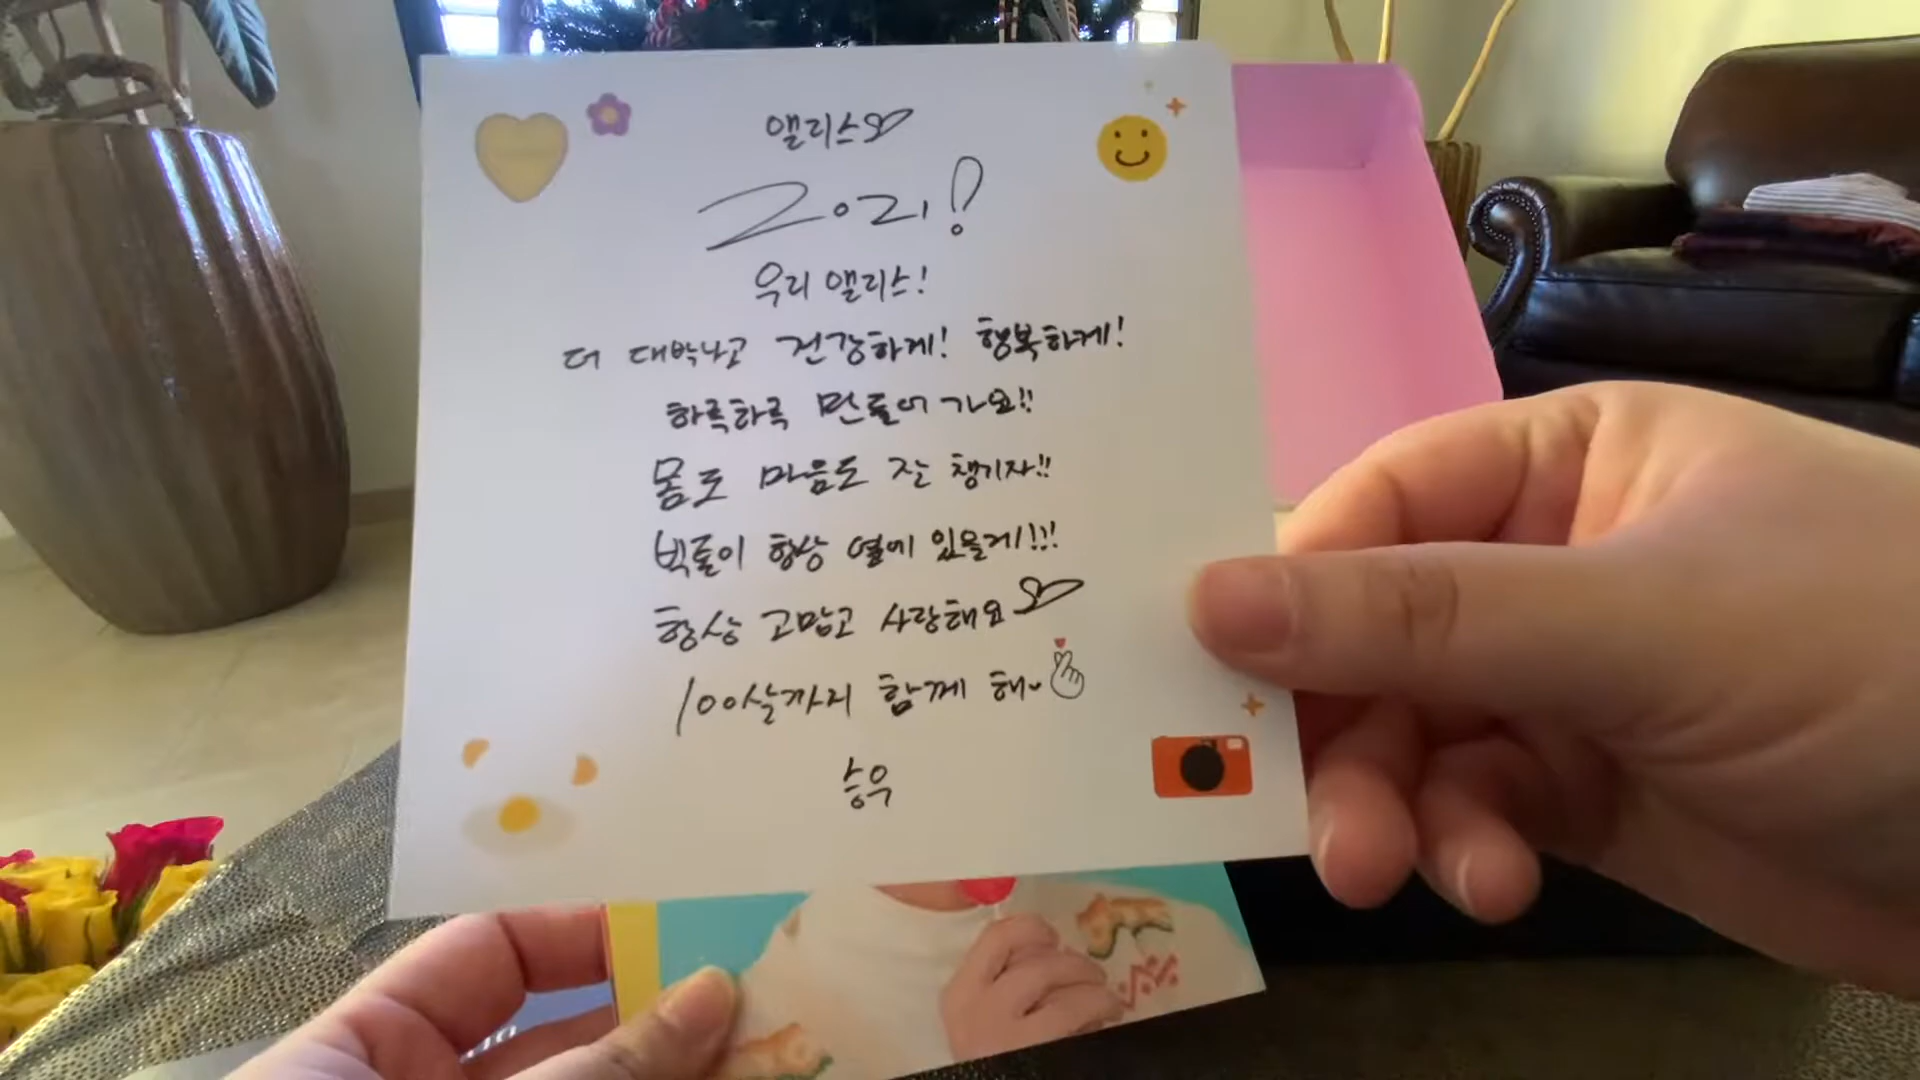 앨리스♡
2021!
우리 앨리스!
더 대박나고 건강하게! 행복하게!
하루하루 만들어가요!!
몸도 마음도 잘 챙기자!!
빅톤이 항상 옆에 있을게!!!
항상 고맙고 사랑해요♡
100살까지 함께 해~
승우